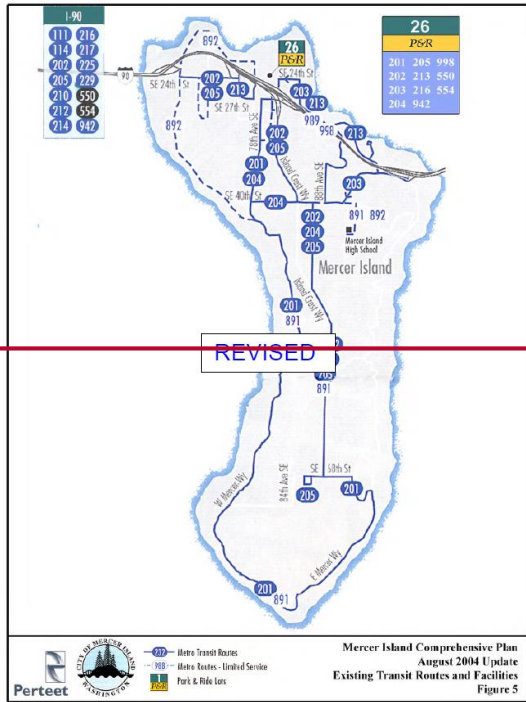 I-90
111 216
114 217
202 225
205 229
210 550
212 554
214 942
90
892
26
P&R
SE 24th St
26
P&R
201 205 998
202 213 550
203 216 554
204 942
SE 24th St
202
205
213
SE 27th St
203
213
989
998
213
892
78th Ave SE
202
205
201
204
Island Crest Wy
88th Ave SE
203
SE 40th St
204
891 892
202
204
205
Mercer Island
High School
Mercer Island
Island Crest Wy
201
891
REVISED
205
891
W Mercer Wy
84th Ave SE
SE 68th St
205
201
E Mercer Wy
201
891
Perteet
CITY OF MERCER ISLAND
WASHINGTON
232 Metro Transit Routes
988 Metro Routes - Limited Service
1
P&R
Park & Ride Lots
Mercer Island Comprehensive Plan
August 2004 Update
Existing Transit Routes and Facilities
Figure 5